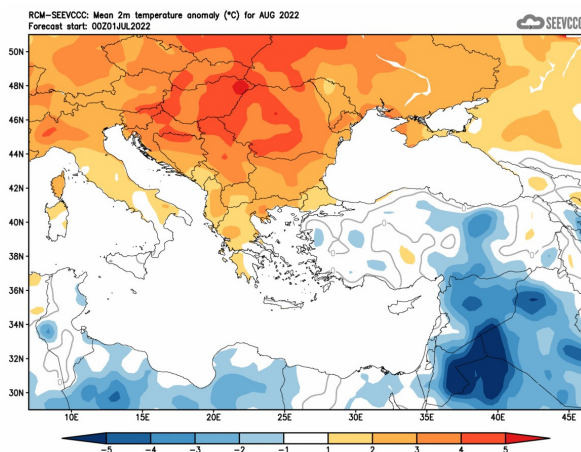 RCM-SEEVCCC: Mean 2m temperature anomaly (°C) for AUG 2022
Forecast start: 00Z01JUL2022
SEEVCCC
50N
48N
46N
44N
42N
40N
38N
36N
34N
32N
30N
10E 15E 20E 25E 30E 35E 40E 45E
-5 -4 -3 -2 -1 1 2 3 4 5